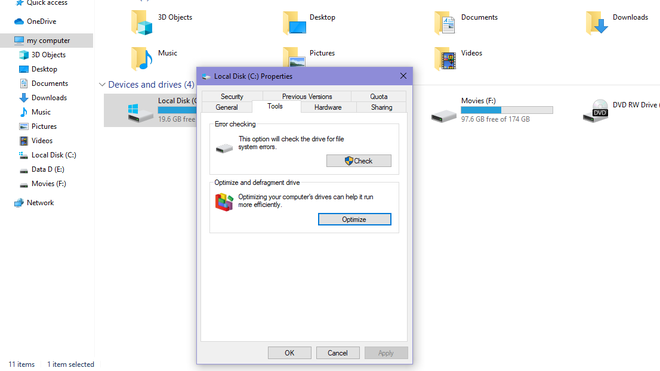 Quick access
OneDrive
my computer
3D Objects
Desktop
Documents
Downloads
Music
Pictures
Videos
Local Disk (C:)
Data D (E:)
Movies (F:)
Network
3D Objects
Desktop
Documents
Downloads
Music
Pictures
Videos
Devices and drives (4)
Local Disk (C
19.6 GB free
Movies (F:)
97.6 GB free of 174 GB
DVD RW Drive (
DVD
Local Disk (C:) Properties
Security
Previous Versions
Quota
General
Tools
Hardware
Sharing
Error checking
This option will check the drive for file
system errors.
Check
Optimize and defragment drive
Optimizing your computer's drives can help it run
more efficiently.
Optimize
OK
Cancel
Apply
11 items
1 item selected